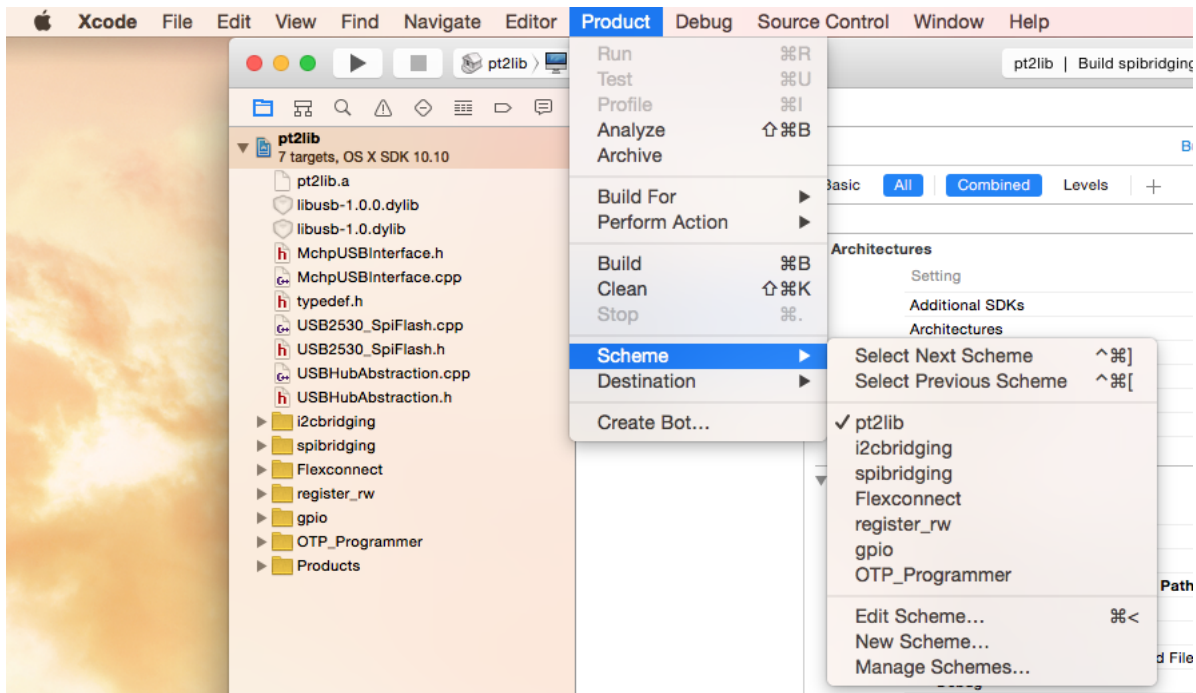 Xcode File Edit View Find Navigate Editor Product Debug Source Control Window Help
pt2lib
pt2lib | Build spibridging
pt2lib
7 targets, OS X SDK 10.10
pt2lib.a
libusb-1.0.0.dylib
libusb-1.0.dylib
MchpUSBInterface.h
MchpUSBInterface.cpp
typedef.h
USB2530_SpiFlash.cpp
USB2530_SpiFlash.h
USBHubAbstraction.cpp
USBHubAbstraction.h
i2cbridging
spibridging
Flexconnect
register_rw
gpio
OTP_Programmer
Products
Run ⌘R
Test ⌘U
Profile ⌘I
Analyze ⇧⌘B
Archive
Build For
Perform Action
Build ⌘B
Clean ⇧⌘K
Stop ⌘.
Scheme
Destination
Create Bot...
Basic All Combined Levels +
Architectures
Setting
Additional SDKs
Architectures
Select Next Scheme ^⌘]
Select Previous Scheme ^⌘[
✓ pt2lib
i2cbridging
spibridging
Flexconnect
register_rw
gpio
OTP_Programmer
Edit Scheme... ⌘<
New Scheme...
Manage Schemes...
Path
d File